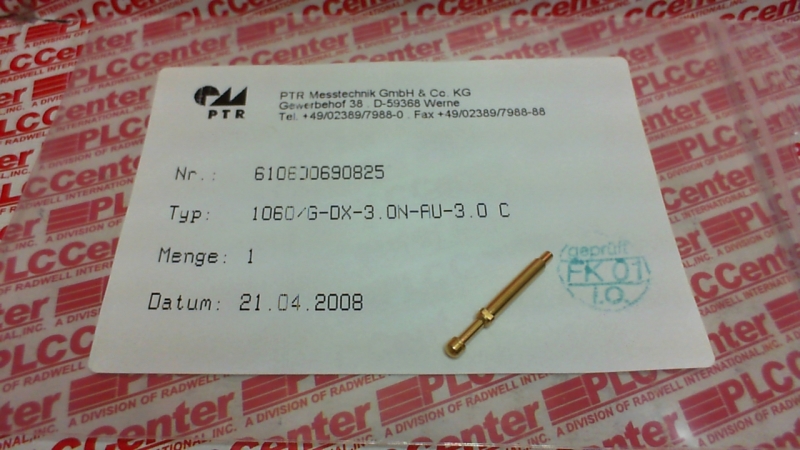 PTR
PTR Messtechnik GmbH & Co. KG
Gewerbehof 38 . D-59368 Werne
Tel. +49/02389/7988-0 . Fax +49/02389/7988-88
Nr.: 610600690825
Typ: 1060/G-DX-3.0N-AU-3.0 C
Menge: 1
Datum: 21.04.2008
geprüft
FK 01
I.O.
PLCCenter
A DIVISION OF RADWELL INTERNATIONAL, INC.